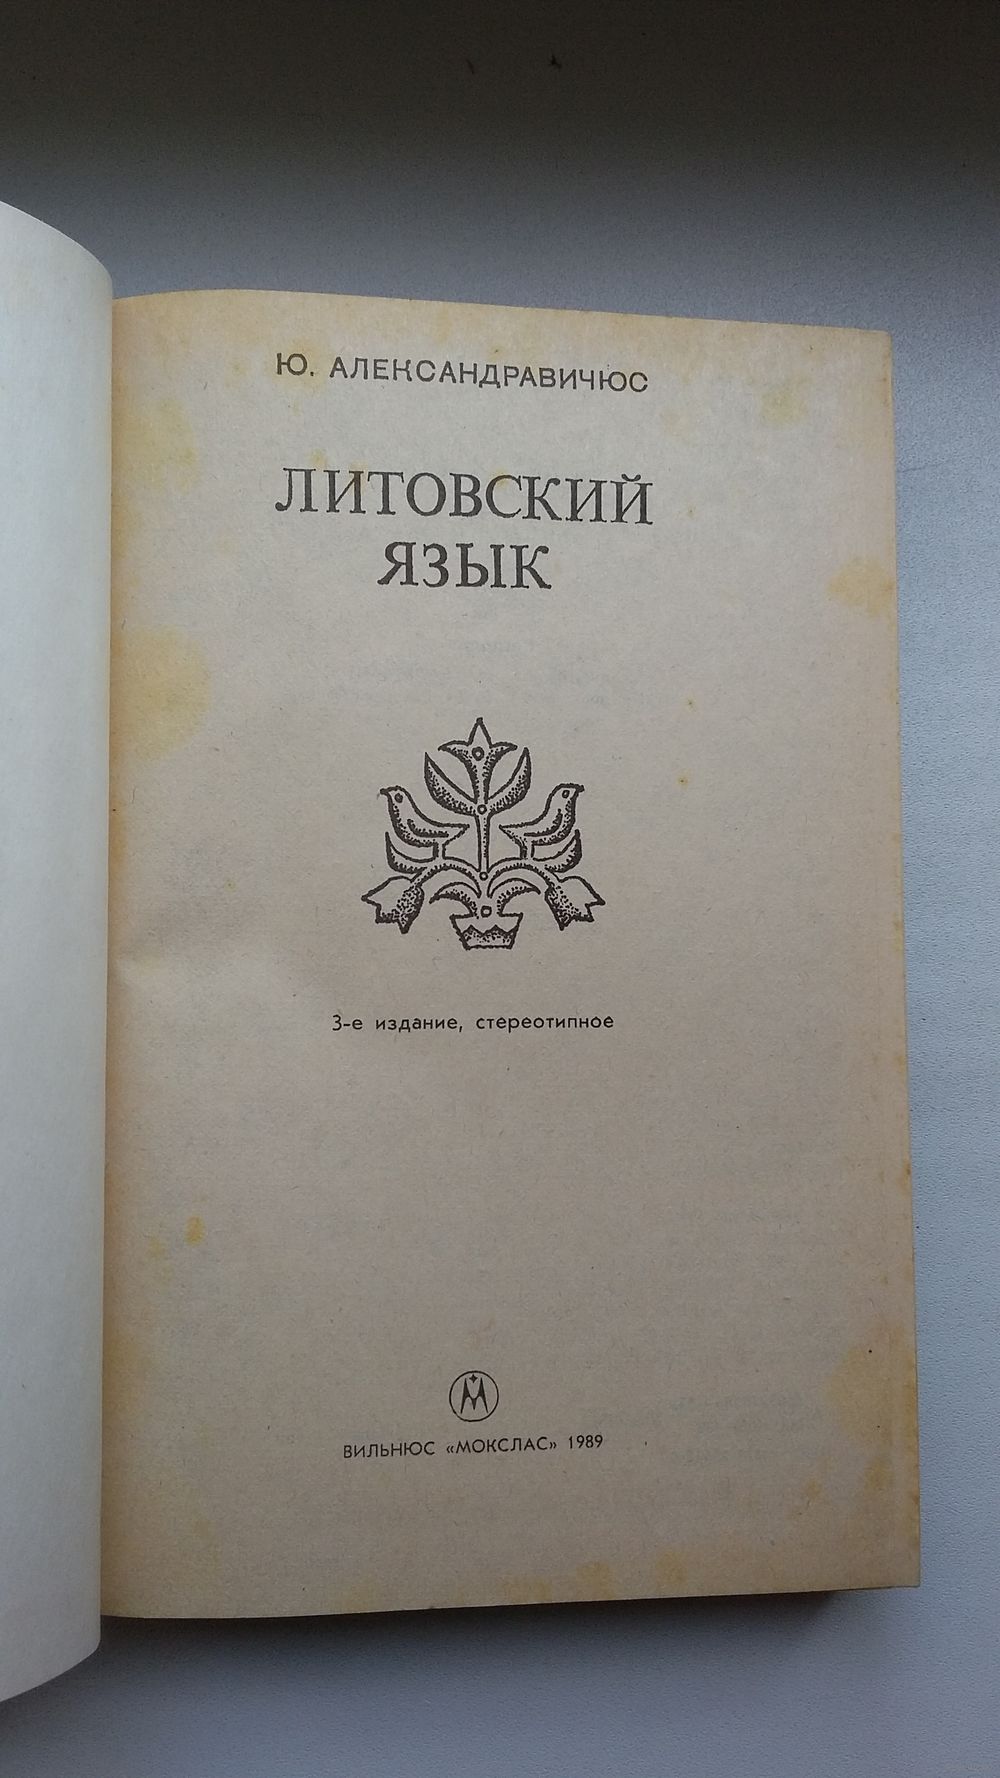 Ю. АЛЕКСАНДРАВИЧЮС
ЛИТОВСКИЙ
ЯЗЫК
3-е издание, стереотипное
М
ВИЛЬНЮС «МОКСЛАС» 1989